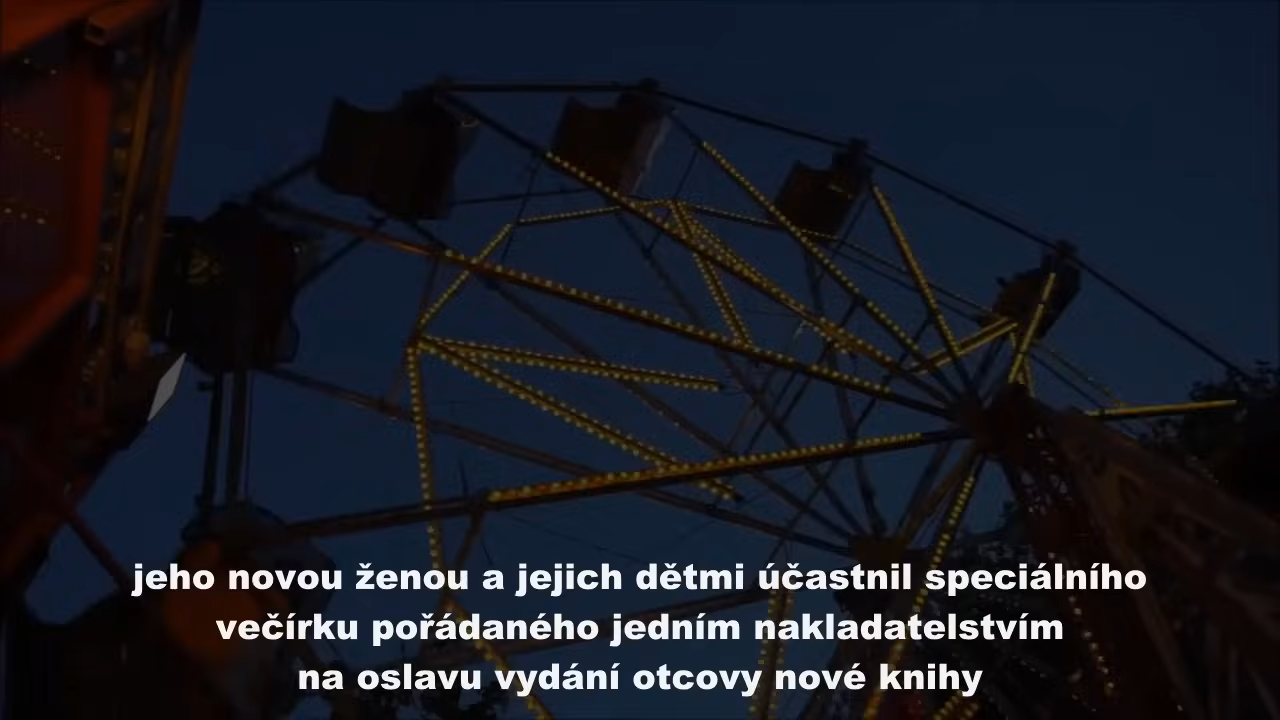 jeho novou ženou a jejich dětmi účastnil speciálního
večírku pořádaného jedním nakladatelstvím
na oslavu vydání otcovy nové knihy